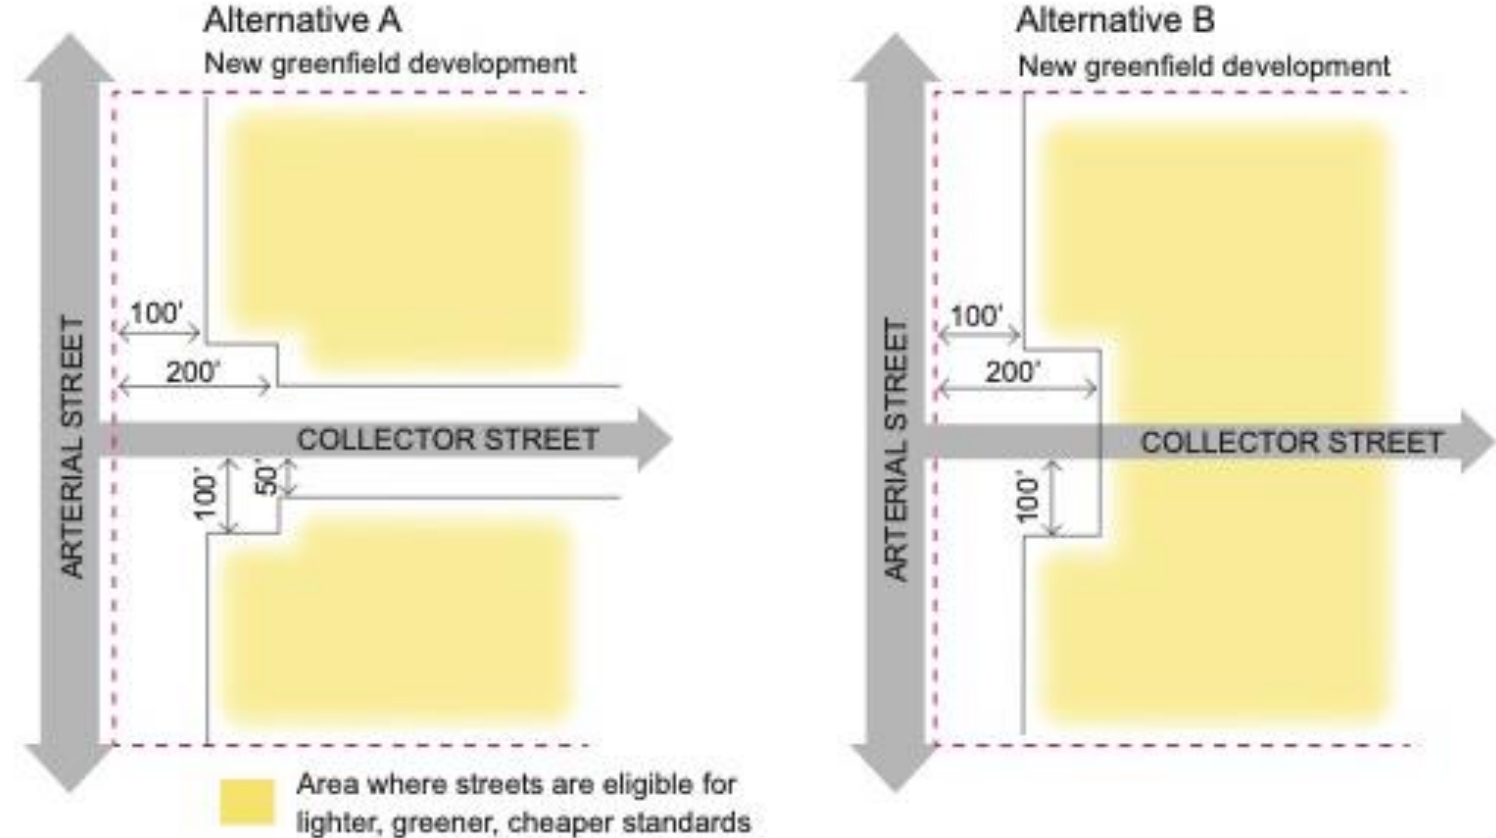 Alternative A
New greenfield development
100'
200'
ARTERIAL STREET
COLLECTOR STREET
100'
50'
Area where streets are eligible for
lighter, greener, cheaper standards
Alternative B
New greenfield development
100'
200'
ARTERIAL STREET
COLLECTOR STREET
100'